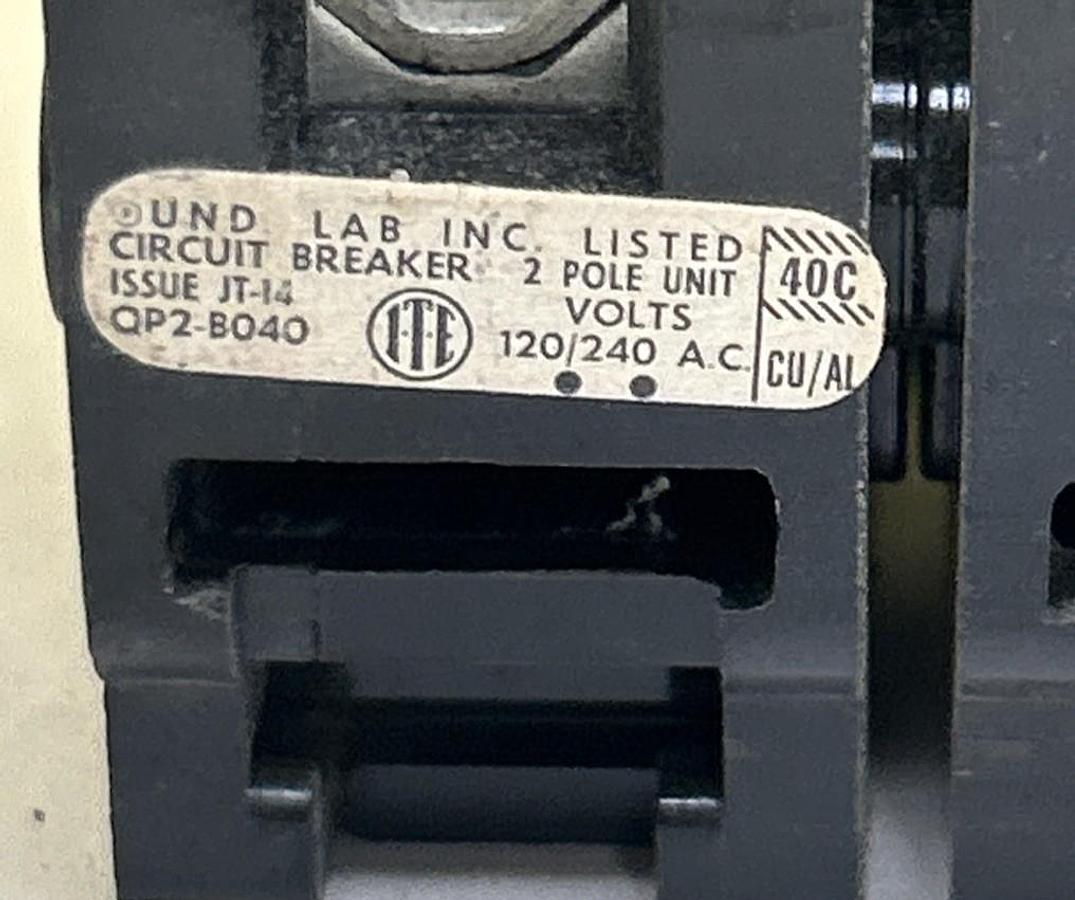 UND LAB INC. LISTED
CIRCUIT BREAKER 2 POLE UNIT
ISSUE JT-14
QP2-B040
I-T-E
VOLTS
120/240 A.C.
40C
CU/AL